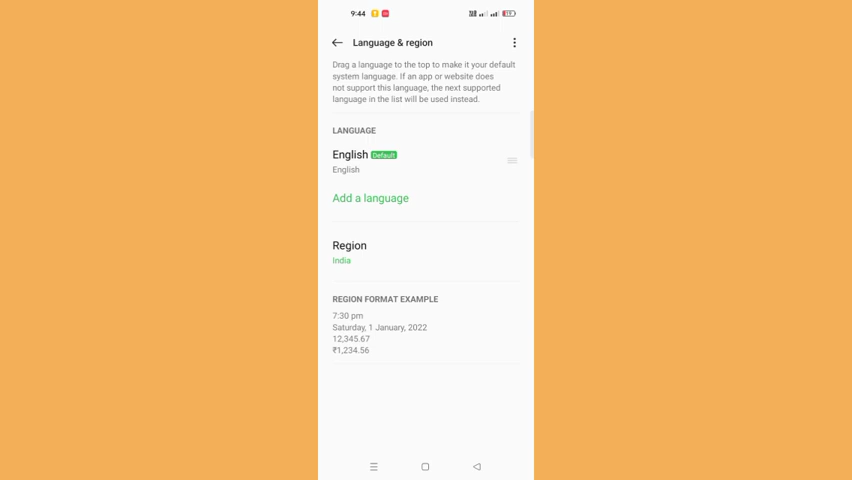 9:44
Language & region
Drag a language to the top to make it your default
system language. If an app or website does
not support this language, the next supported
language in the list will be used instead.
LANGUAGE
English Default
English
Add a language
Region
India
REGION FORMAT EXAMPLE
7:30 pm
Saturday, 1 January, 2022
12,345.67
₹1,234.56